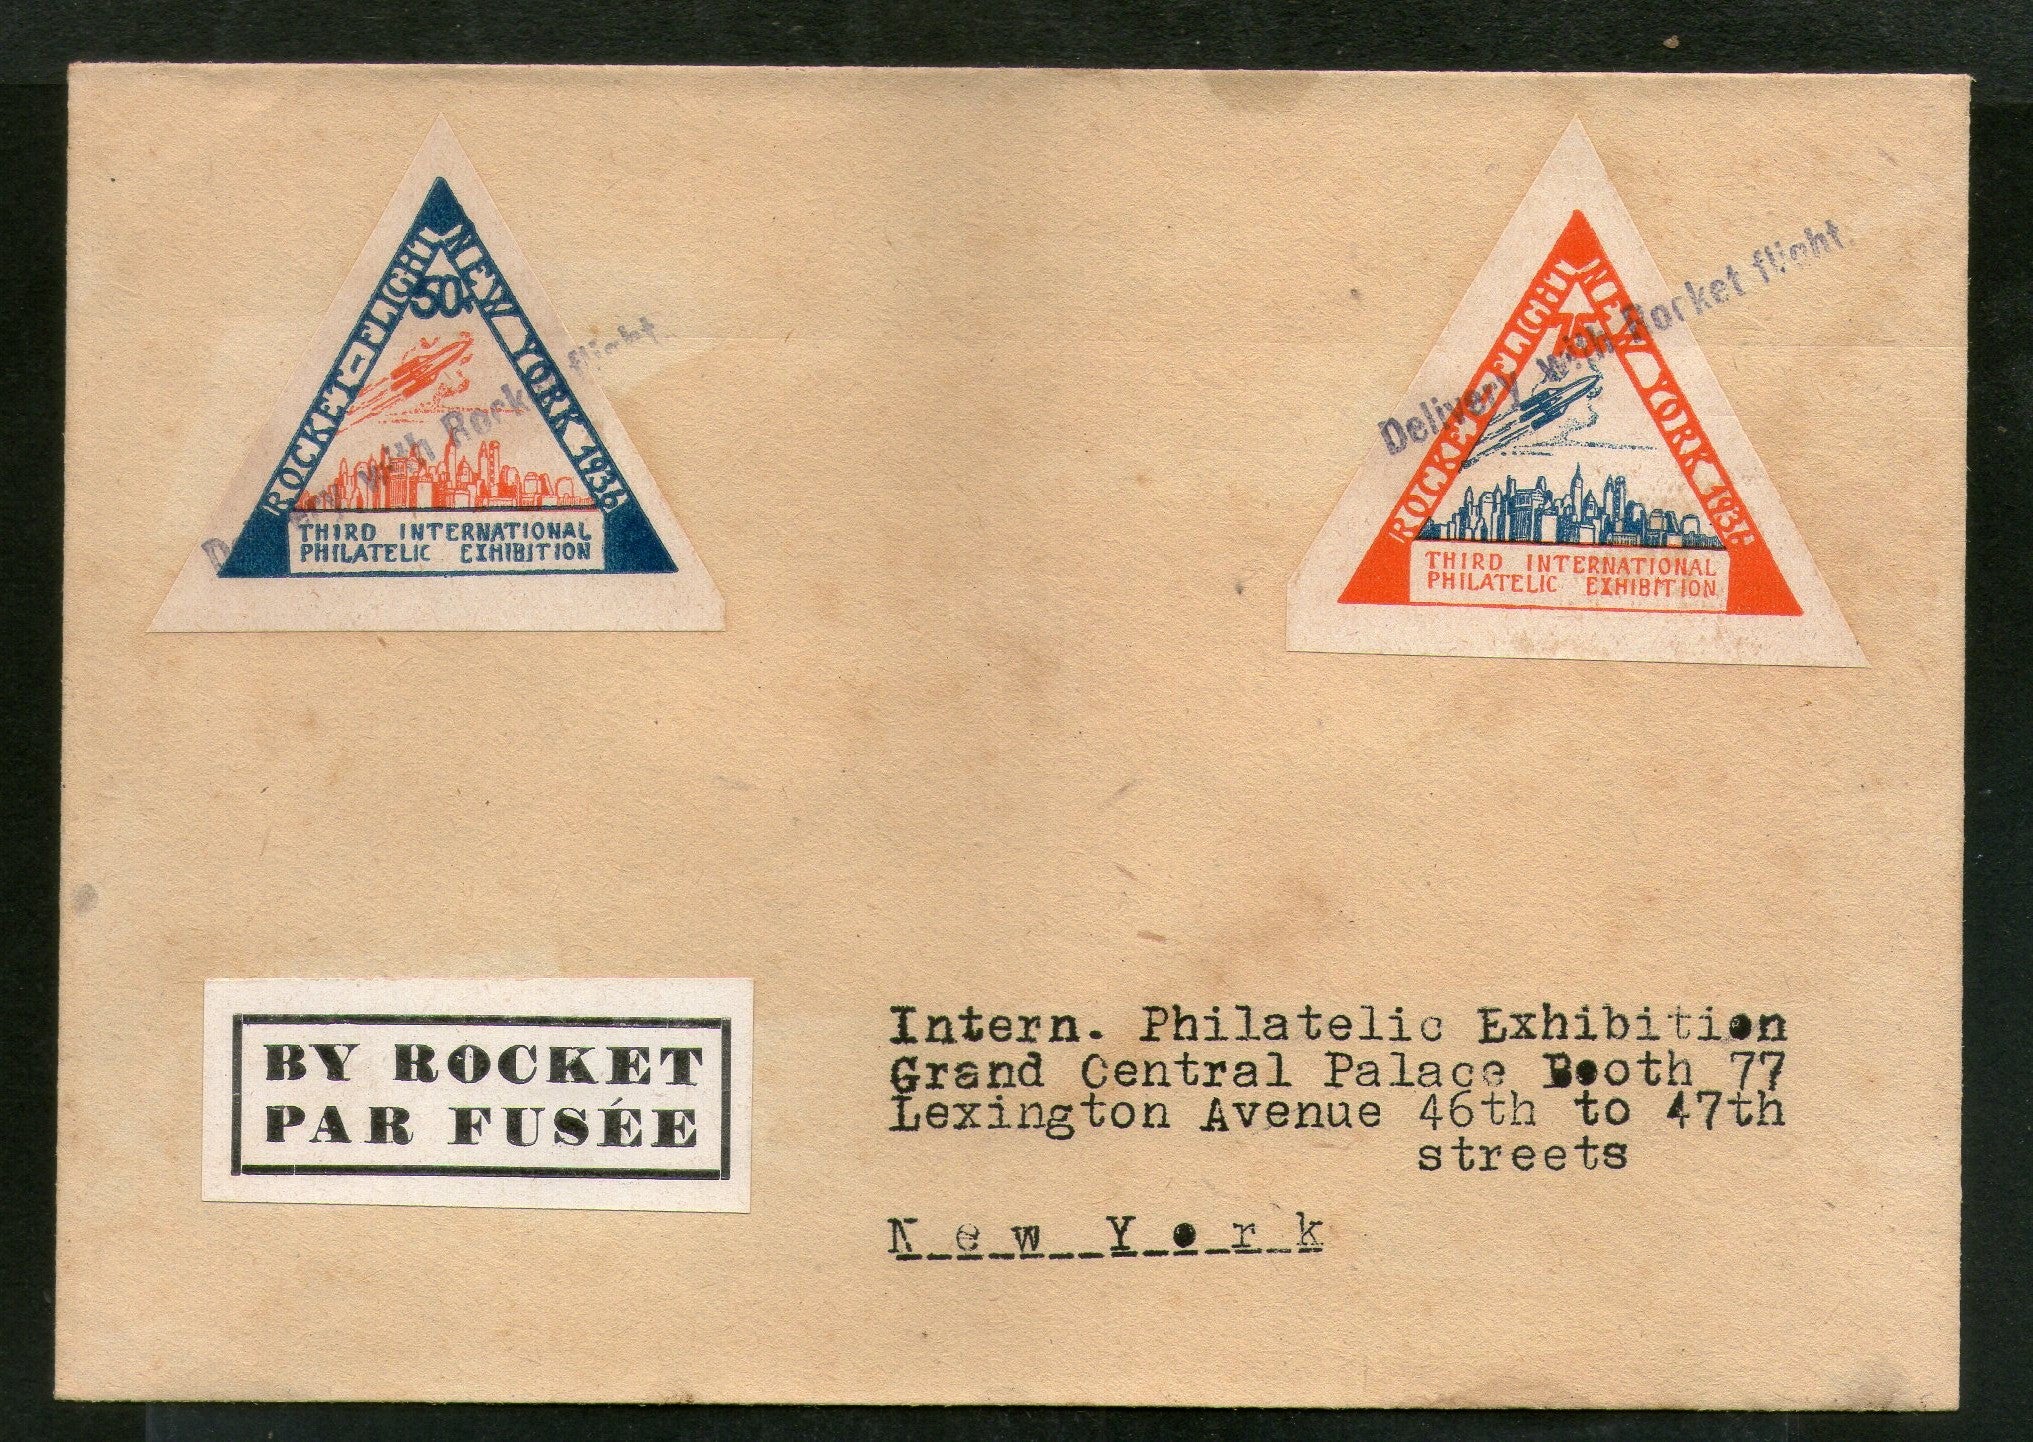 ROCKET-FLIGHT NEW YORK 1936
50¢
THIRD INTERNATIONAL
PHILATELIC EXHIBITION
with Rocket flight.
ROCKET-FLIGHT NEW YORK 1936
75
THIRD INTERNATIONAL
PHILATELIC EXHIBITION
Delivery with Rocket flight.
BY ROCKET
PAR FUSÉE
Intern. Philatelic Exhibition
Grand Central Palace Booth 77
Lexington Avenue 46th to 47th
streets
New York